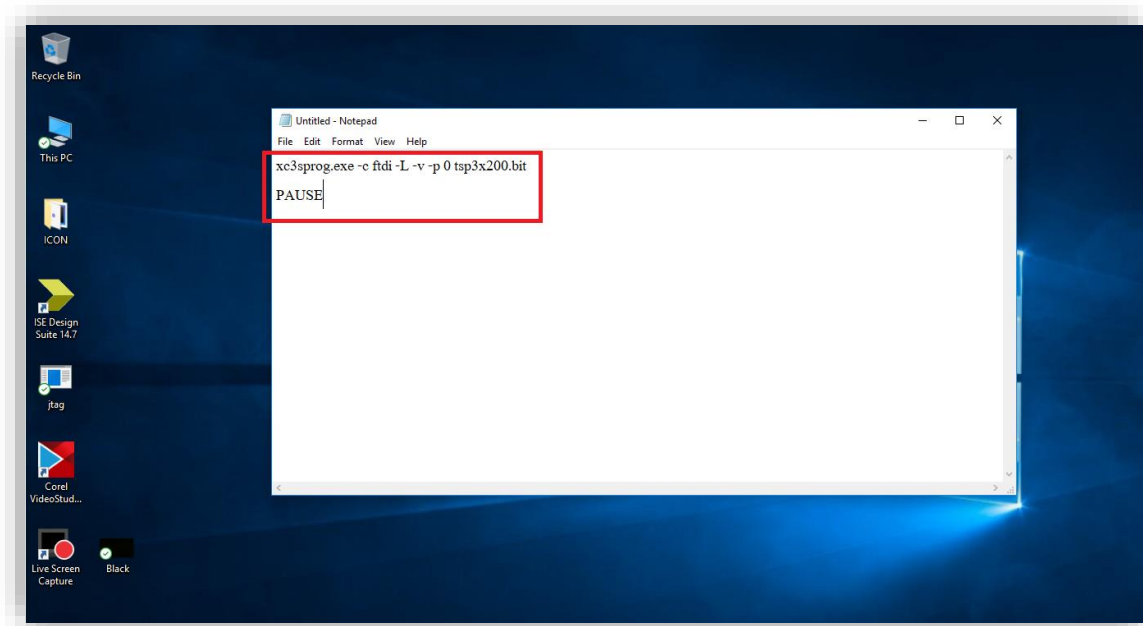 Recycle Bin
This PC
ICON
ISE Design
Suite 14.7
jtag
Corel
VideoStud...
Live Screen
Capture
Black
Untitled - Notepad
File Edit Format View Help
xc3sprog.exe -c ftdi -L -v -p 0 tsp3x200.bit
PAUSE